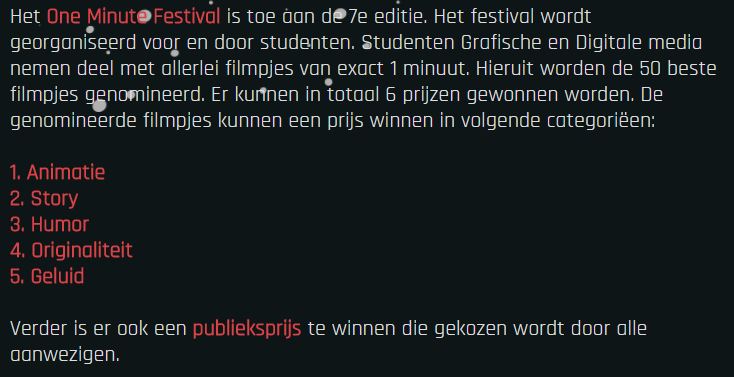 Het One Minute Festival is toe aan de 7e editie. Het festival wordt
georganiseerd voor en door studenten. Studenten Grafische en Digitale media
nemen deel met allerlei filmpjes van exact 1 minuut. Hieruit worden de 50 beste
filmpjes genomineerd. Er kunnen in totaal 6 prijzen gewonnen worden. De
genomineerde filmpjes kunnen een prijs winnen in volgende categoriëen:
1. Animatie
2. Story
3. Humor
4. Originaliteit
5. Geluid
Verder is er ook een publieksprijs te winnen die gekozen wordt door alle
aanwezigen.